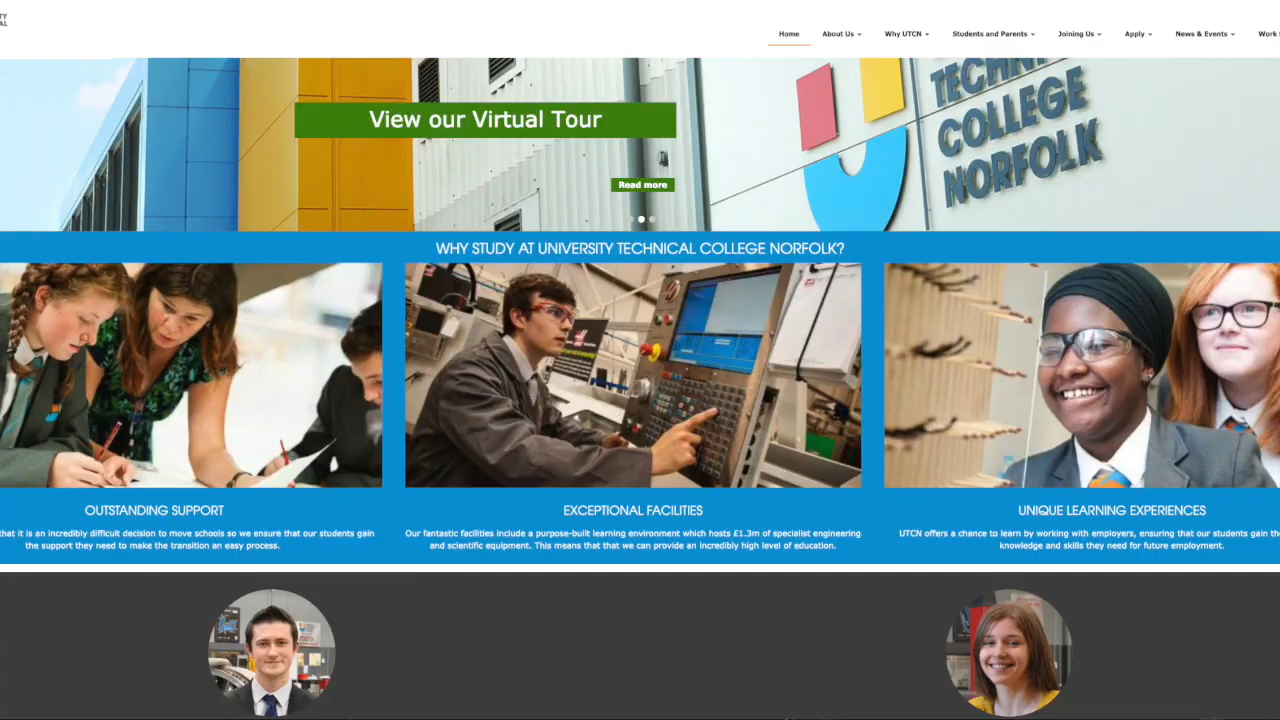 TY
AL
Home
About Us
Why UTCN
Students and Parents
Joining Us
Apply
News & Events
Work
TECHNI
COLLEGE
NORFOLK
View our Virtual Tour
Read more
WHY STUDY AT UNIVERSITY TECHNICAL COLLEGE NORFOLK?
OUTSTANDING SUPPORT
that it is an incredibly difficult decision to move schools so we ensure that our students gain
the support they need to make the transition an easy process.
EXCEPTIONAL FACILITIES
Our fantastic facilities include a purpose-built learning environment which hosts £1.3m of specialist engineering
and scientific equipment. This means that that we can provide an incredibly high level of education.
UNIQUE LEARNING EXPERIENCES
UTCN offers a chance to learn by working with employers, ensuring that our students gain th
knowledge and skills they need for future employment.